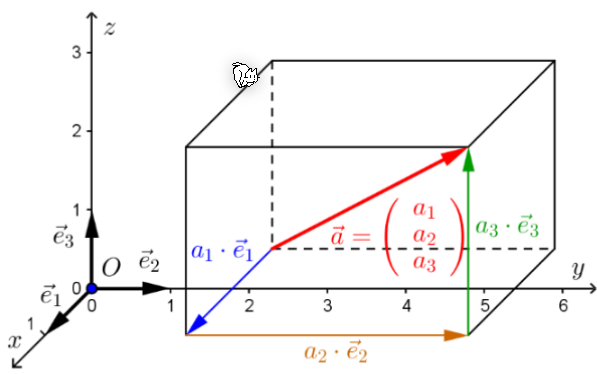 z
3
2
1
0
e⃗₃
O
e⃗₂
e⃗₁
x
1
0 1 2 3 4 5 6
y
a₁ · e⃗₁
a⃗ = ( a₁
a₂
a₃ )
a₃ · e⃗₃
a₂ · e⃗₂